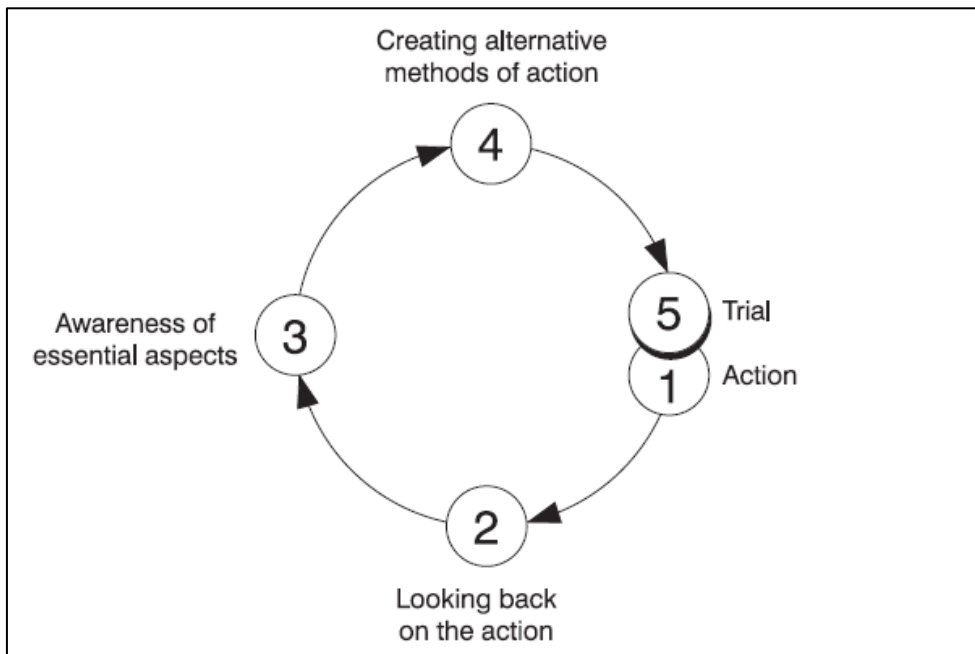 Creating alternative
methods of action
4
5
Trial
Awareness of
essential aspects
3
1
Action
2
Looking back
on the action